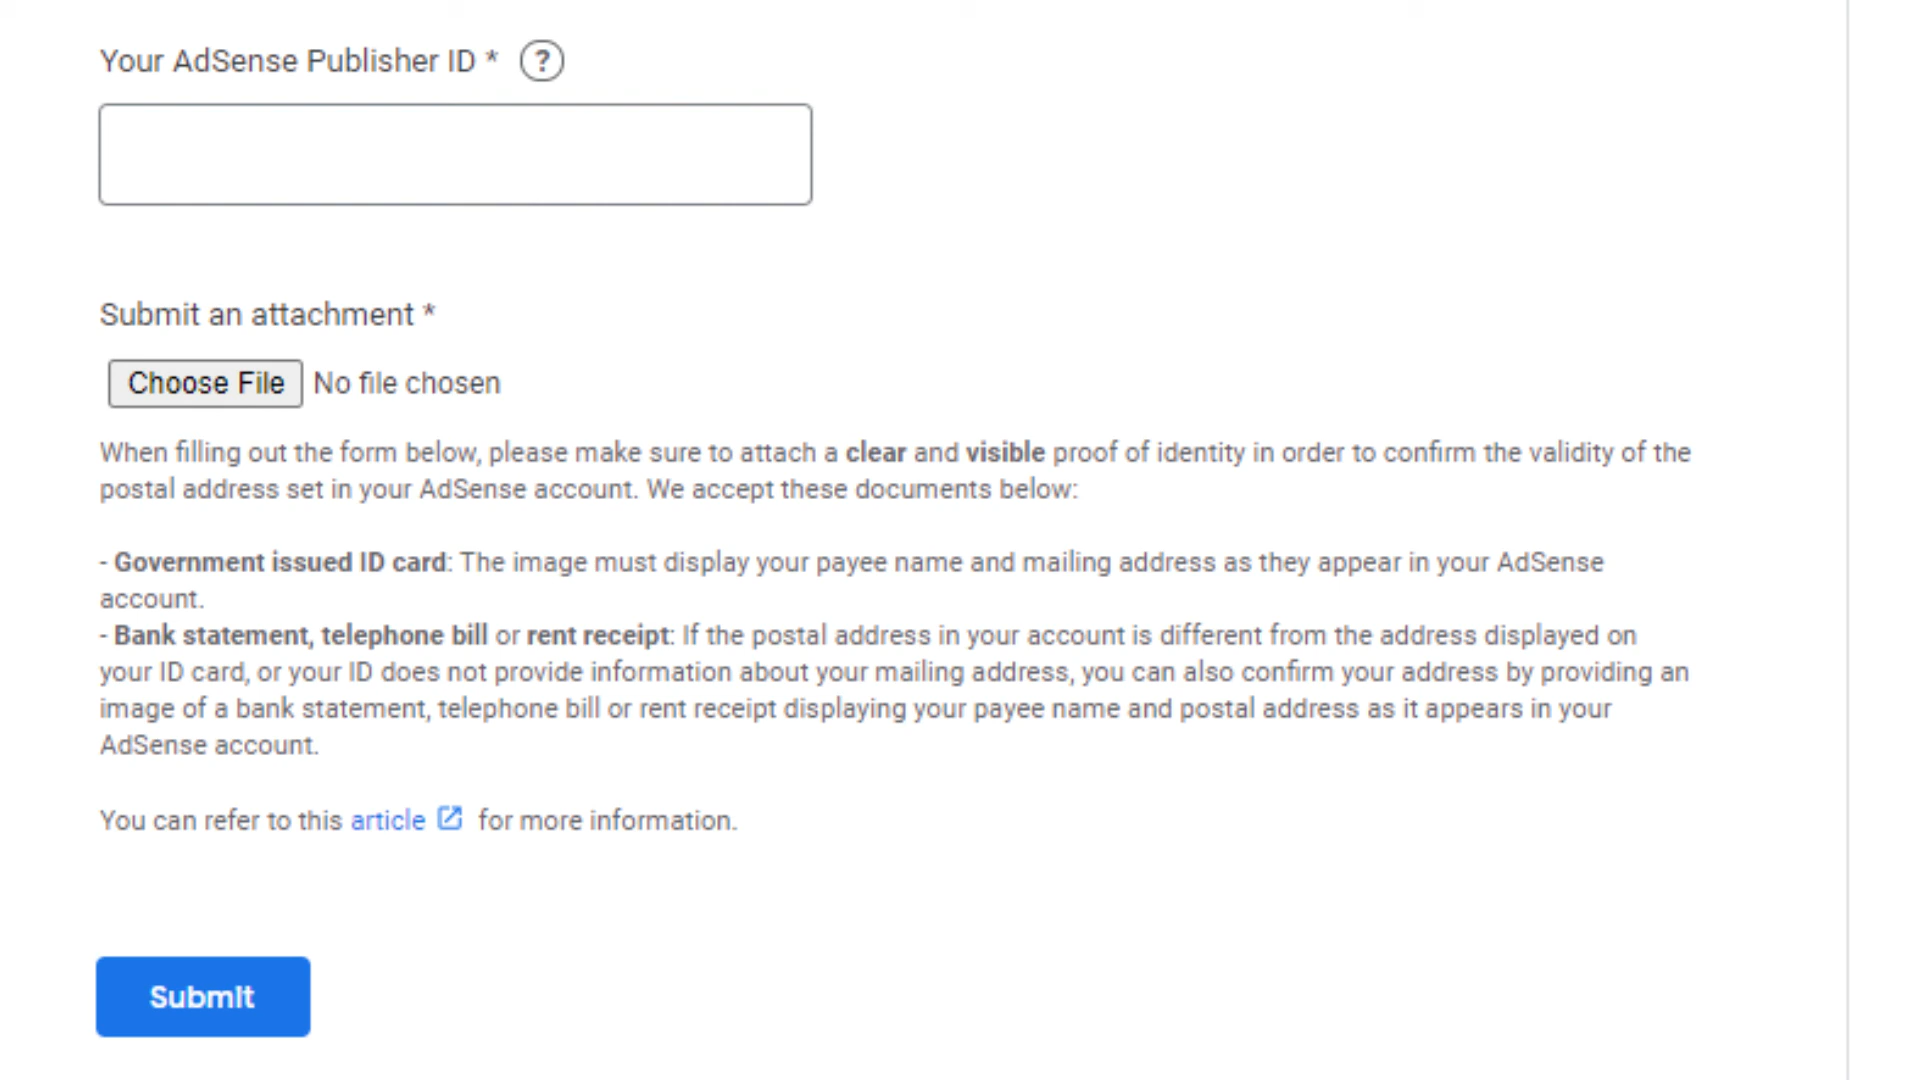 Your AdSense Publisher ID * ?
Submit an attachment *
Choose File No file chosen
When filling out the form below, please make sure to attach a clear and visible proof of identity in order to confirm the validity of the
postal address set in your AdSense account. We accept these documents below:
- Government issued ID card: The image must display your payee name and mailing address as they appear in your AdSense
account.
- Bank statement, telephone bill or rent receipt: If the postal address in your account is different from the address displayed on
your ID card, or your ID does not provide information about your mailing address, you can also confirm your address by providing an
image of a bank statement, telephone bill or rent receipt displaying your payee name and postal address as it appears in your
AdSense account.
You can refer to this article for more information.
Submit